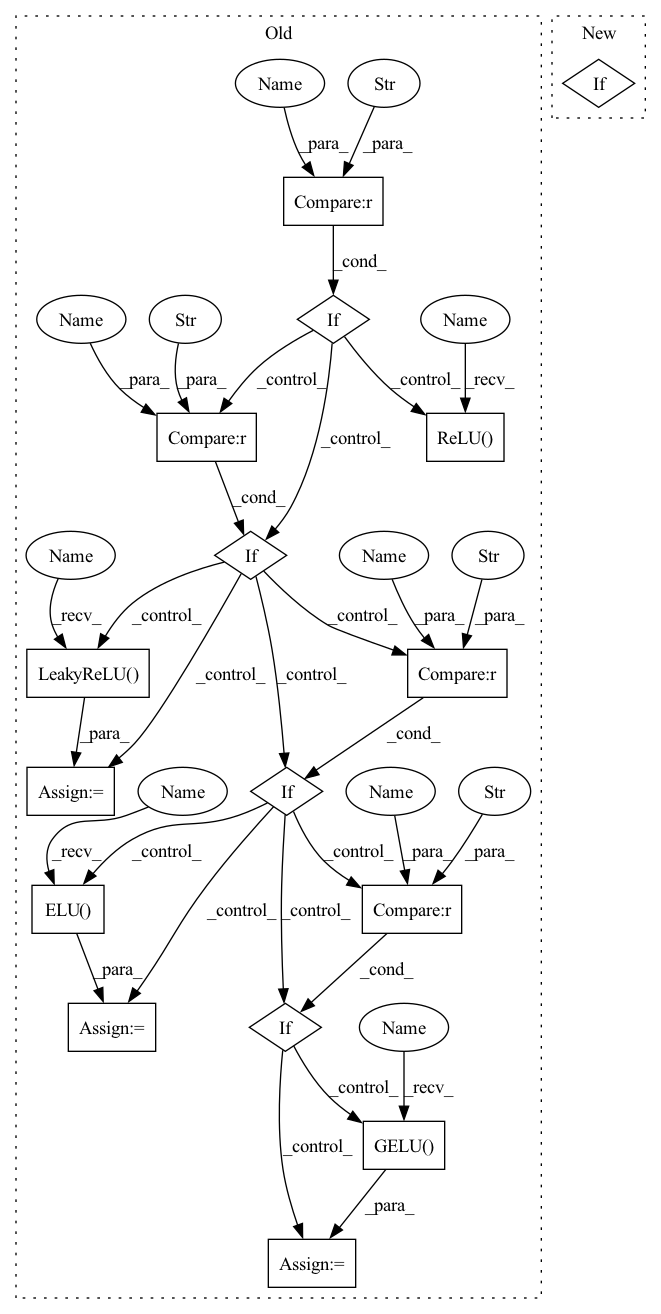 Old
New
Name
Str
If
_para_
_para_
Compare:r
_cond_
Name
Str
If
Name
_para_
_para_
_control_
_control_
_recv_
Compare:r
_control_
ReLU()
_cond_
Name
If
Name
Str
_recv_
_control_
_control_
_para_
_para_
LeakyReLU()
_control_
_control_
Compare:r
_para_
_cond_
Assign:=
Name
If
Name
Str
_recv_
_control_
_control_
_para_
_para_
ELU()
_control_
_control_
Compare:r
_para_
_cond_
Assign:=
If
Name
_control_
_recv_
_control_
GELU()
_para_
Assign:=